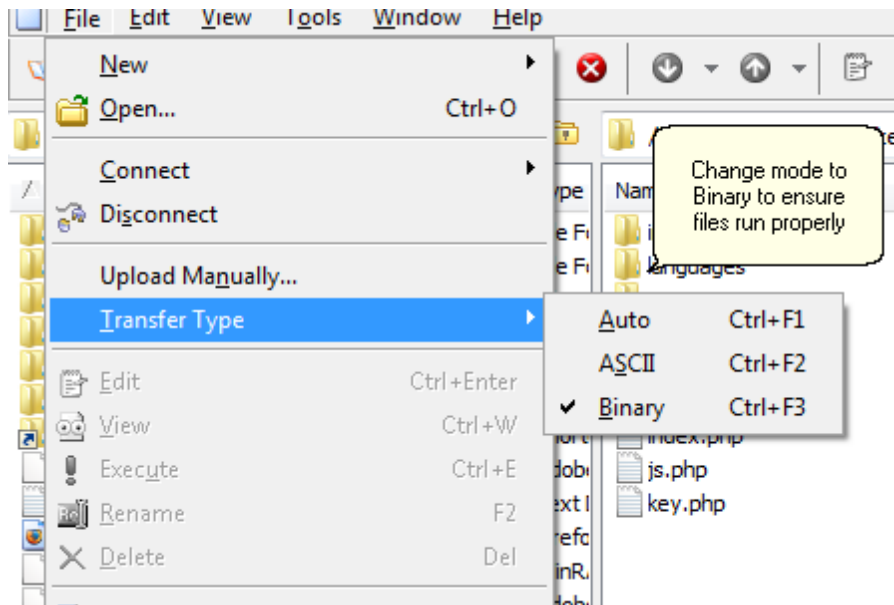 File Edit View Tools Window Help
New
Open... Ctrl+O
Connect
Disconnect
Upload Manually...
Transfer Type
Edit Ctrl+Enter
View Ctrl+W
Execute Ctrl+E
Rename F2
Delete Del
Change mode to
Binary to ensure
files run properly
languages
Auto Ctrl+F1
ASCII Ctrl+F2
Binary Ctrl+F3
index.php
js.php
key.php